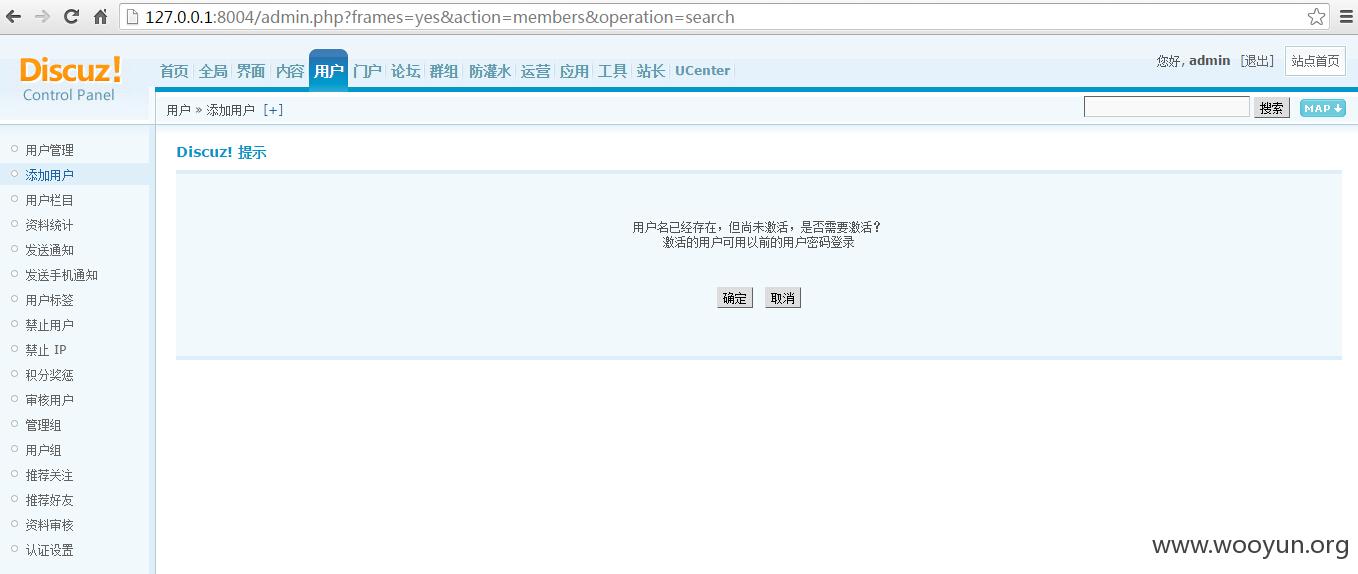 127.0.0.1:8004/admin.php?frames=yes&action=members&operation=search
Discuz!
Control Panel
首页 全局 界面 内容 用户 门户 论坛 群组 防灌水 运营 应用 工具 站长 UCenter
您好, admin [退出] 站点首页
用户 » 添加用户 [+]
搜索 MAP
用户管理
添加用户
用户栏目
资料统计
发送通知
发送手机通知
用户标签
禁止用户
禁止 IP
积分奖惩
审核用户
管理组
用户组
推荐关注
推荐好友
资料审核
认证设置
Discuz! 提示
用户名已经存在，但尚未激活，是否需要激活？
激活的用户可用以前的用户密码登录
确定 取消
www.wooyun.org